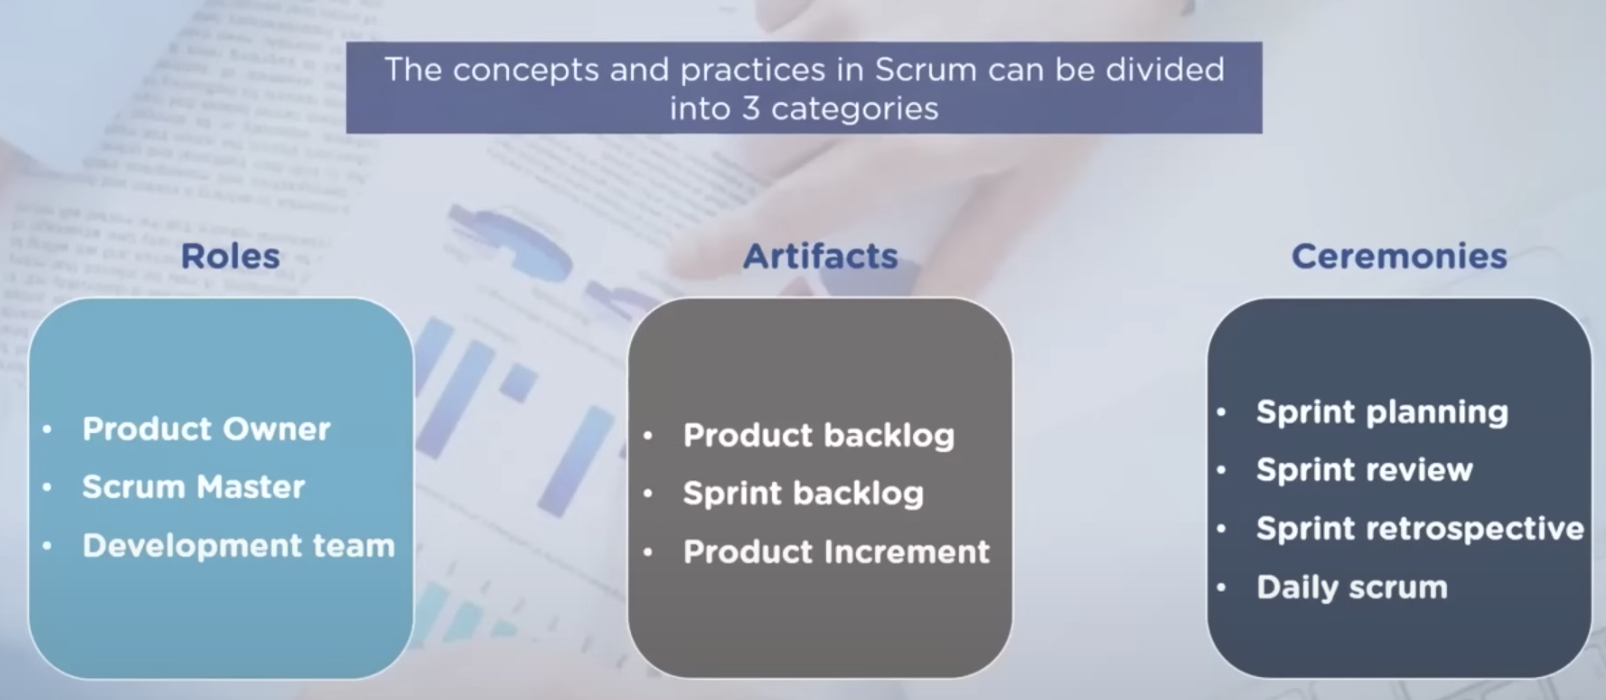 The concepts and practices in Scrum can be divided
into 3 categories
Roles
• Product Owner
• Scrum Master
• Development team
Artifacts
• Product backlog
• Sprint backlog
• Product Increment
Ceremonies
• Sprint planning
• Sprint review
• Sprint retrospective
• Daily scrum